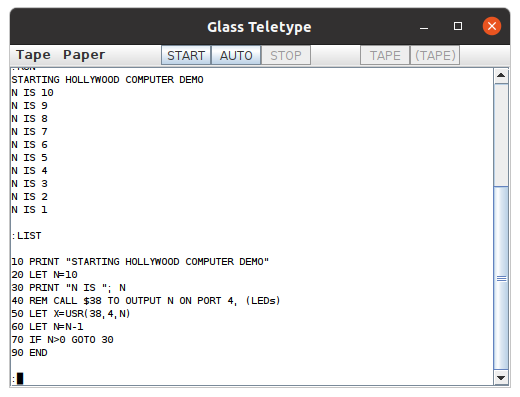 Glass Teletype
Tape Paper START AUTO STOP TAPE (TAPE)
STARTING HOLLYWOOD COMPUTER DEMO
N IS 10
N IS 9
N IS 8
N IS 7
N IS 6
N IS 5
N IS 4
N IS 3
N IS 2
N IS 1
:LIST
10 PRINT "STARTING HOLLYWOOD COMPUTER DEMO"
20 LET N=10
30 PRINT "N IS "; N
40 REM CALL $38 TO OUTPUT N ON PORT 4, (LEDs)
50 LET X=USR(38,4,N)
60 LET N=N-1
70 IF N>0 GOTO 30
90 END
: